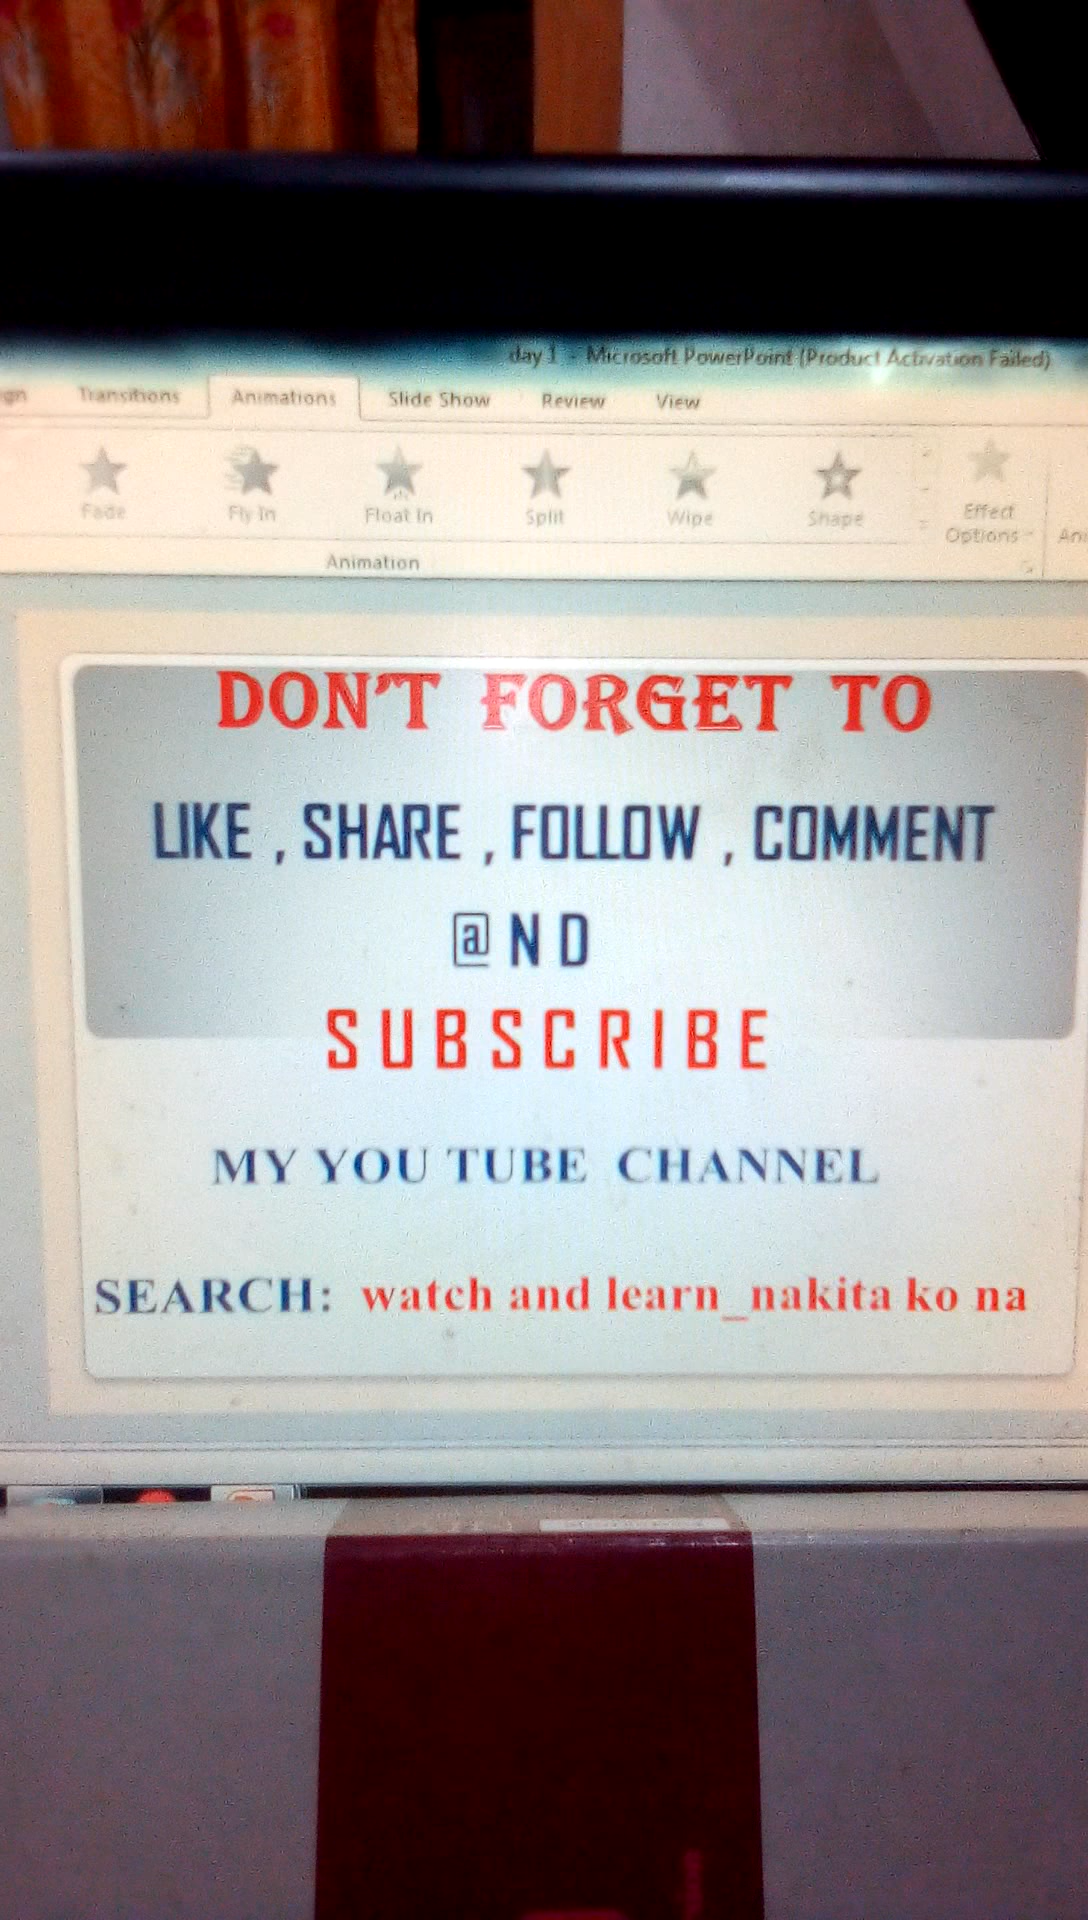 day 1 - Microsoft PowerPoint (Product Activation Failed)
Transitions Animations Slide Show Review View
Fade Fly In Float In Split Wipe Shape Effect
Options
Animation
DON'T FORGET TO
LIKE , SHARE , FOLLOW , COMMENT
@ N D
S U B S C R I B E
MY YOU TUBE CHANNEL
SEARCH: watch and learn_nakita ko na